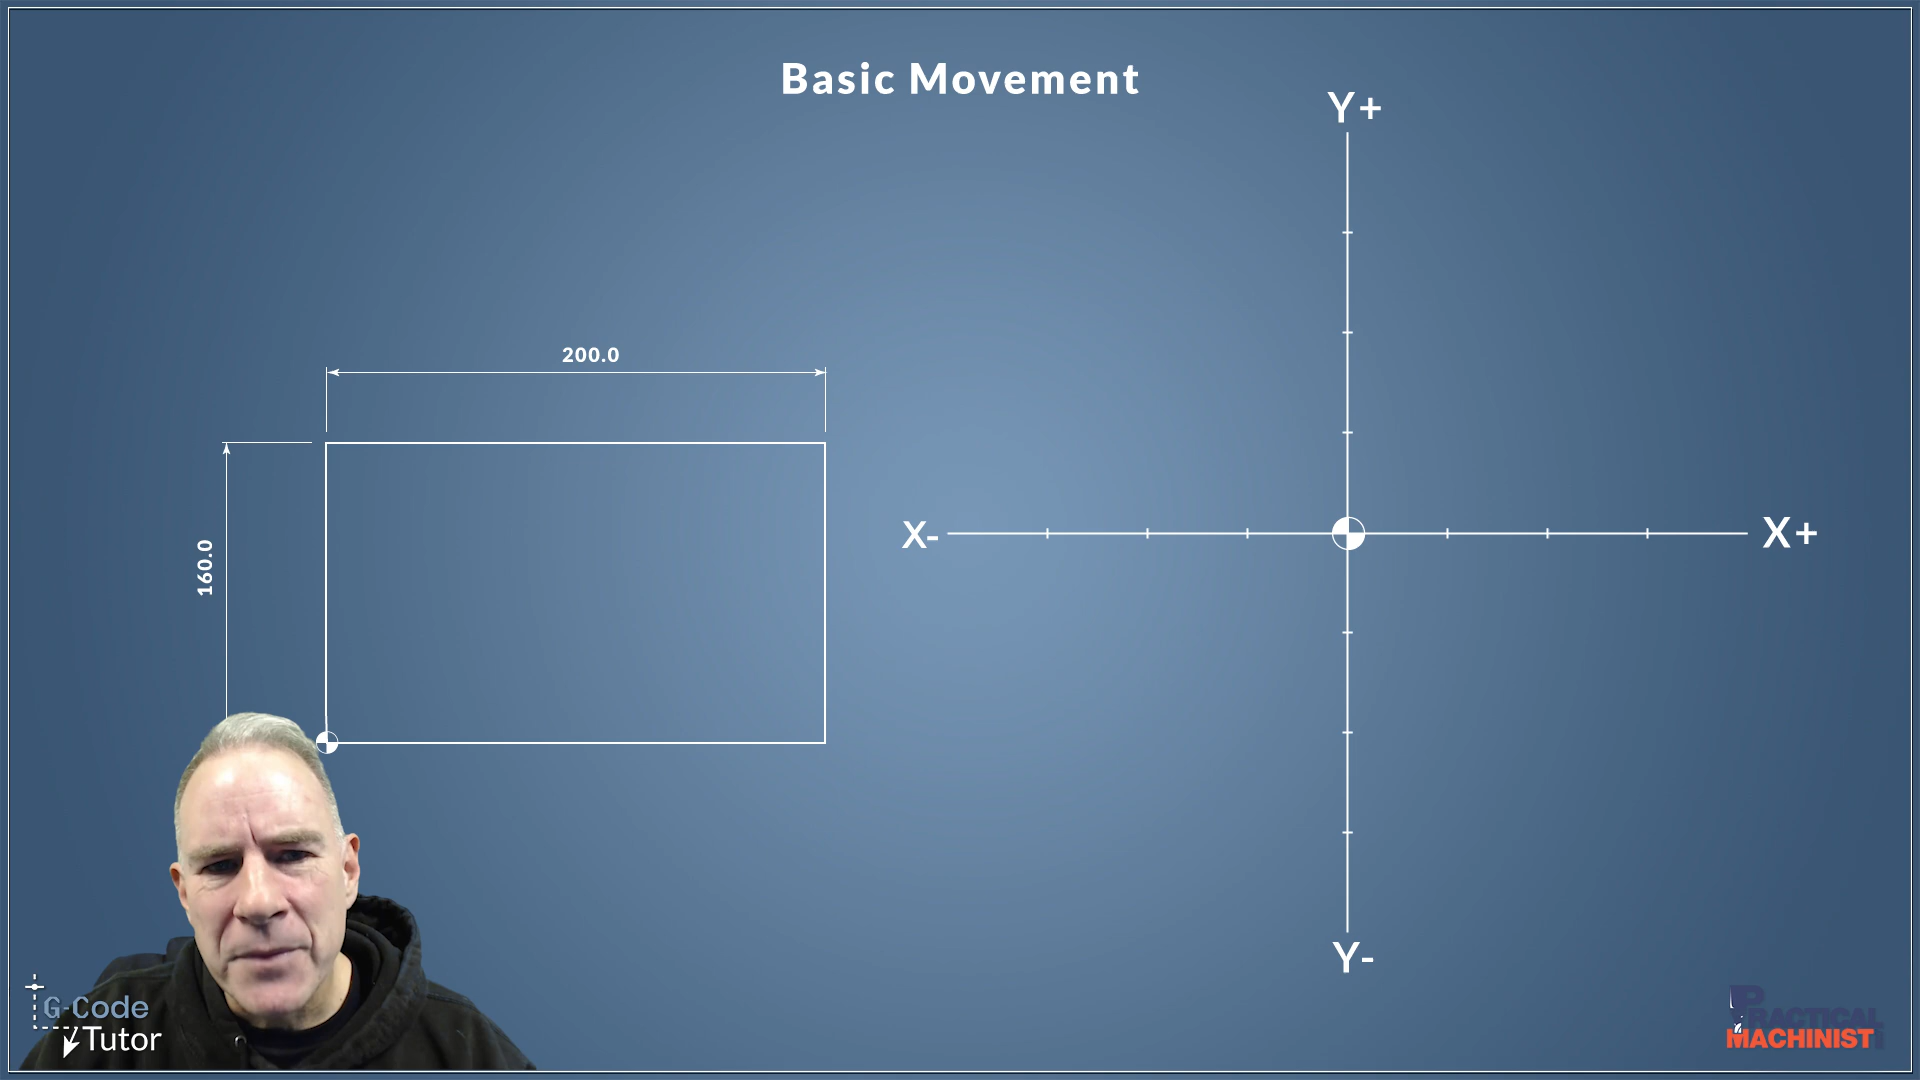 Basic Movement
Y+
200.0
160.0
X-
X+
Y-
G-Code
Tutor
PRACTICAL
MACHINIST